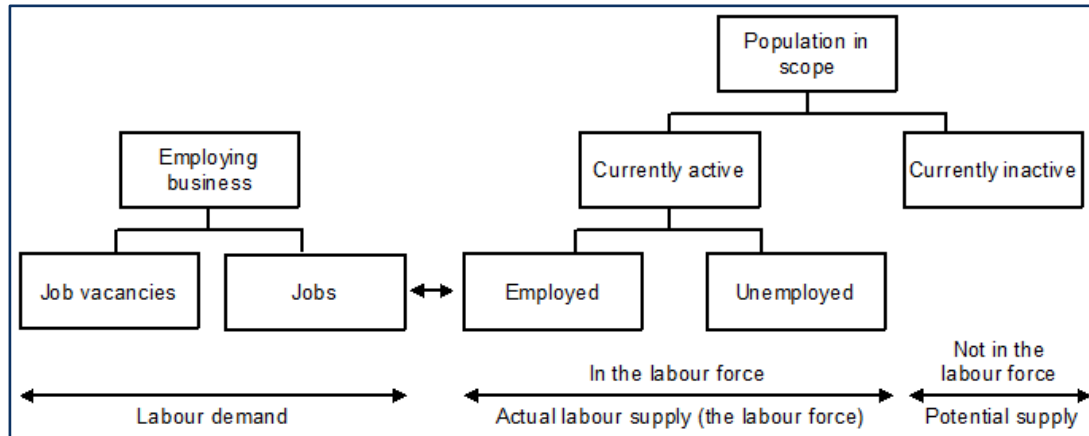 Population in
scope
Employing
business
Currently active
Currently inactive
Job vacancies
Jobs
Employed
Unemployed
In the labour force
Not in the
labour force
Labour demand
Actual labour supply (the labour force)
Potential supply